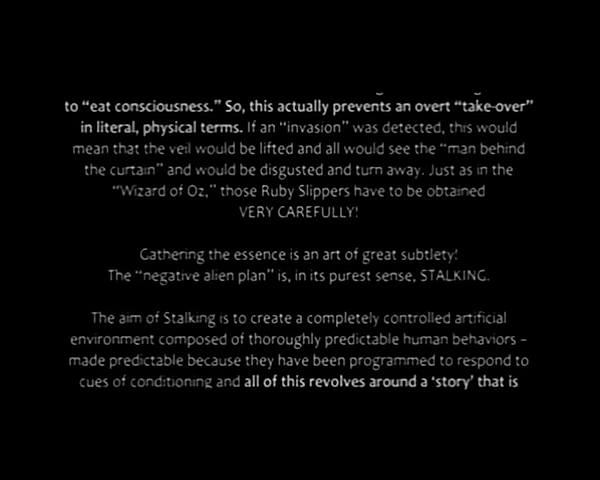 to “eat consciousness.” So, this actually prevents an overt “take-over”
in literal, physical terms. If an “invasion” was detected, this would
mean that the veil would be lifted and all would see the “man behind
the curtain” and would be disgusted and turn away. Just as in the
“Wizard of Oz,” those Ruby Slippers have to be obtained
VERY CAREFULLY!
Gathering the essence is an art of great subtlety!
The “negative alien plan” is, in its purest sense, STALKING.
The aim of Stalking is to create a completely controlled artificial
environment composed of thoroughly predictable human behaviors –
made predictable because they have been programmed to respond to
cues of conditioning and all of this revolves around a ‘story’ that is